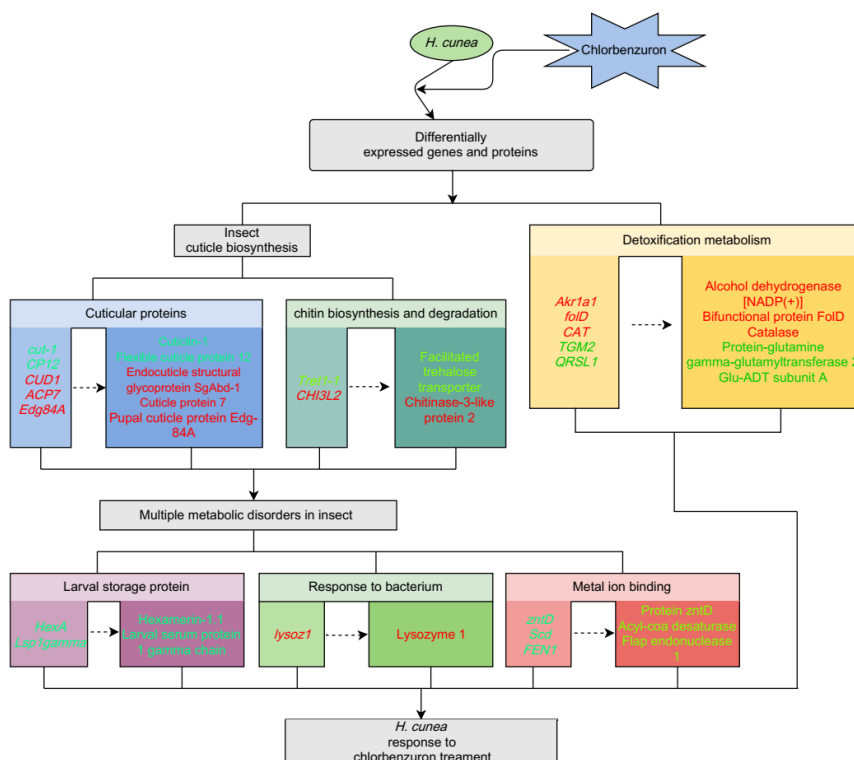 H. cunea
Chlorbenzuron
Differentially
expressed genes and proteins
Insect
cuticle biosynthesis
Detoxification metabolism
Akr1a1
folD
CAT
TGM2
QRSL1
Alcohol dehydrogenase
[NADP(+)]
Bifunctional protein FolD
Catalase
Protein-glutamine
gamma-glutamyltransferase 2
Glu-ADT subunit A
Cuticular proteins
cut-1
CP12
CUD1
ACP7
Edg84A
Cuticlin-1
Flexible cuticle protein 12
Endocuticle structural
glycoprotein SgAbd-1
Cuticle protein 7
Pupal cuticle protein Edg-
84A
chitin biosynthesis and degradation
CHI3L2
Facilitated
trehalose
transporter
Chitinase-3-like
protein 2
Multiple metabolic disorders in insect
Larval storage protein
HexA
Lsp1gamma
Hexamerin-1.1
Larval serum protein
1 gamma chain
Response to bacterium
lysoz1
Lysozyme 1
Metal ion binding
zntD
Scd
FEN1
Protein zntD
Acyl-coa desaturase
Flap endonuclease
1
H. cunea
response to
chlorbenzuron treament